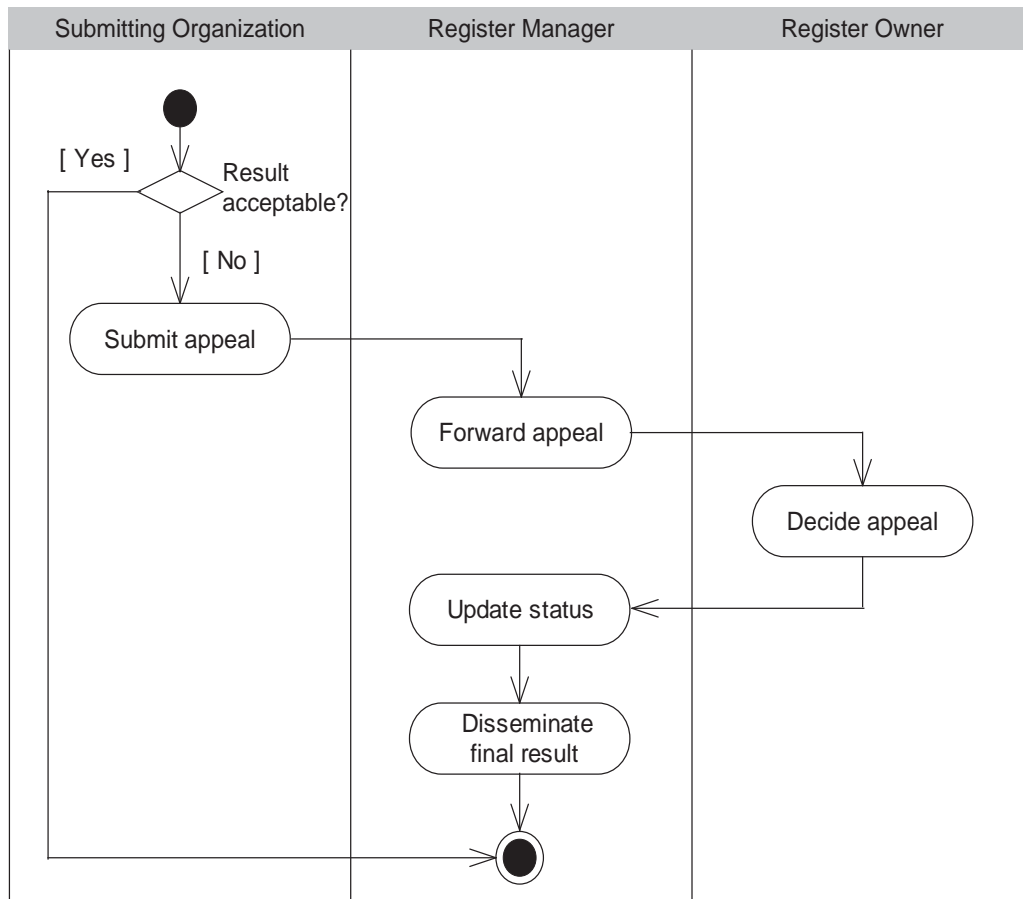 Submitting Organization
Register Manager
Register Owner
[ Yes ]
Result
acceptable?
[ No ]
Submit appeal
Forward appeal
Decide appeal
Update status
Disseminate
final result